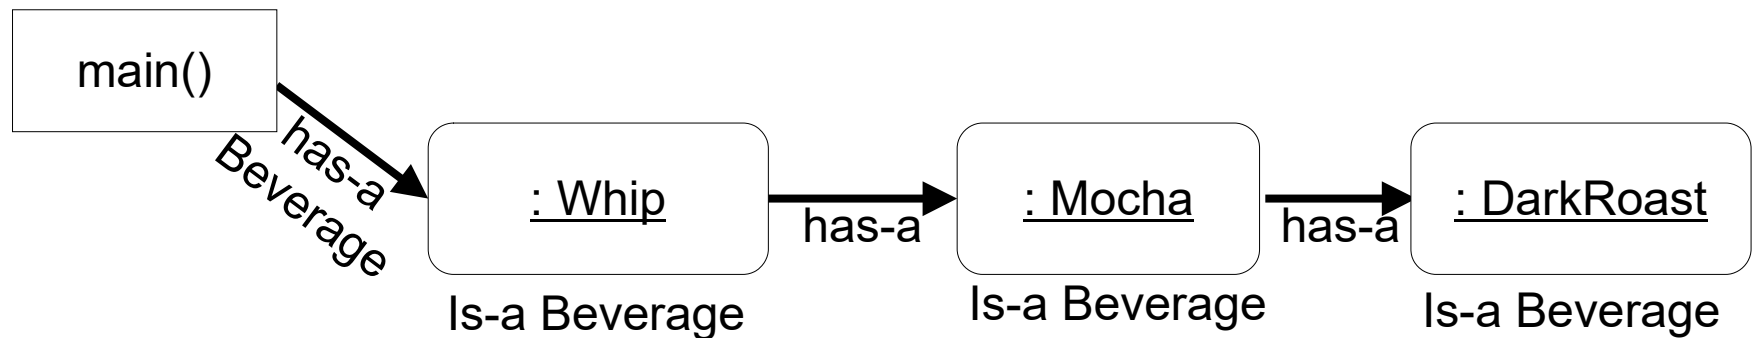 main()
has-a
Beverage
: Whip
has-a
: Mocha
has-a
: DarkRoast
Is-a Beverage
Is-a Beverage
Is-a Beverage